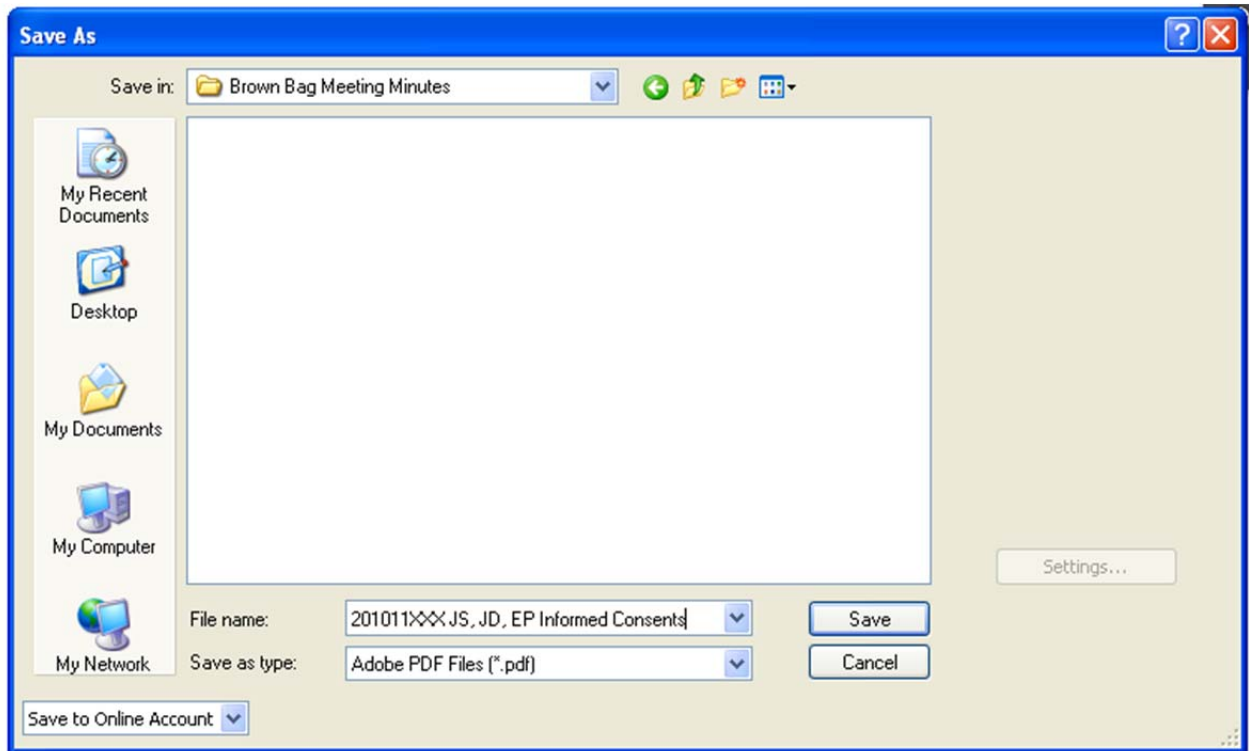 Save As
Save in: Brown Bag Meeting Minutes
My Recent
Documents
Desktop
My Documents
My Computer
My Network
Settings...
File name: 201011XXX JS, JD, EP Informed Consents Save
Save as type: Adobe PDF Files (*.pdf) Cancel
Save to Online Account